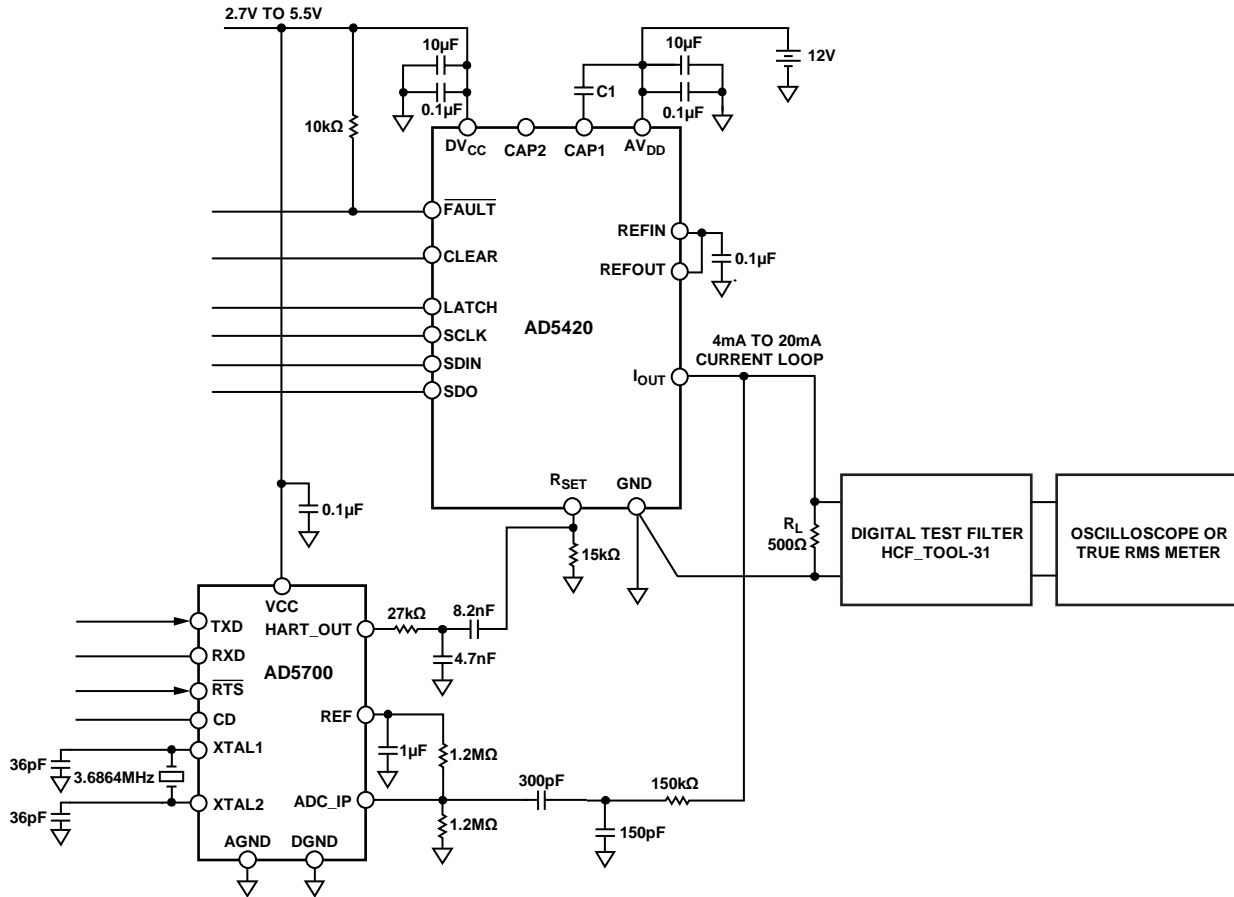 2.7V TO 5.5V
10µF
0.1µF
10kΩ
C1
10µF
0.1µF
12V
DVCC
CAP2
CAP1
AVDD
FAULT
CLEAR
LATCH
SCLK
SDIN
SDO
AD5420
REFIN
REFOUT
0.1µF
4mA TO 20mA
CURRENT LOOP
IOUT
RSET
GND
0.1µF
15kΩ
RL
500Ω
DIGITAL TEST FILTER
HCF_TOOL-31
OSCILLOSCOPE OR
TRUE RMS METER
VCC
TXD
HART_OUT
27kΩ
8.2nF
4.7nF
RXD
AD5700
RTS
CD
REF
1µF
1.2MΩ
XTAL1
36pF
3.6864MHz
XTAL2
36pF
ADC_IP
300pF
150kΩ
1.2MΩ
150pF
AGND
DGND